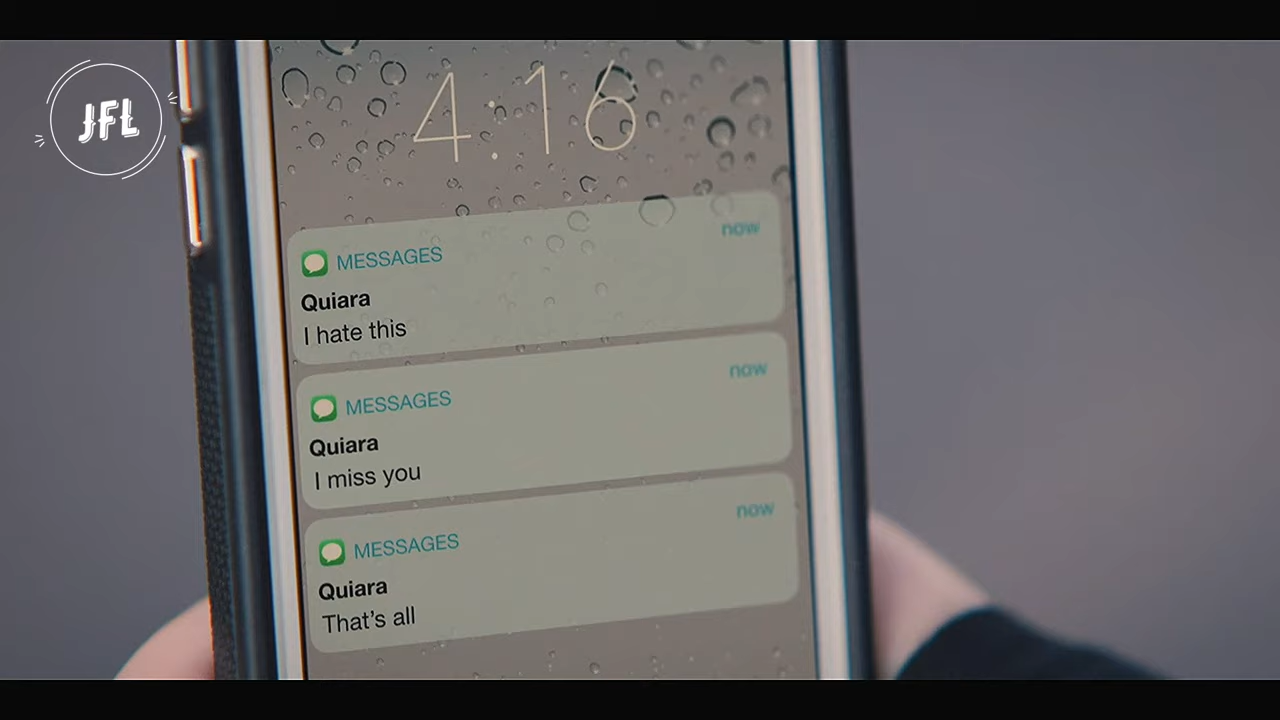 JFL
4:16
MESSAGES
now
Quiara
I hate this
MESSAGES
now
Quiara
I miss you
MESSAGES
now
Quiara
That's all